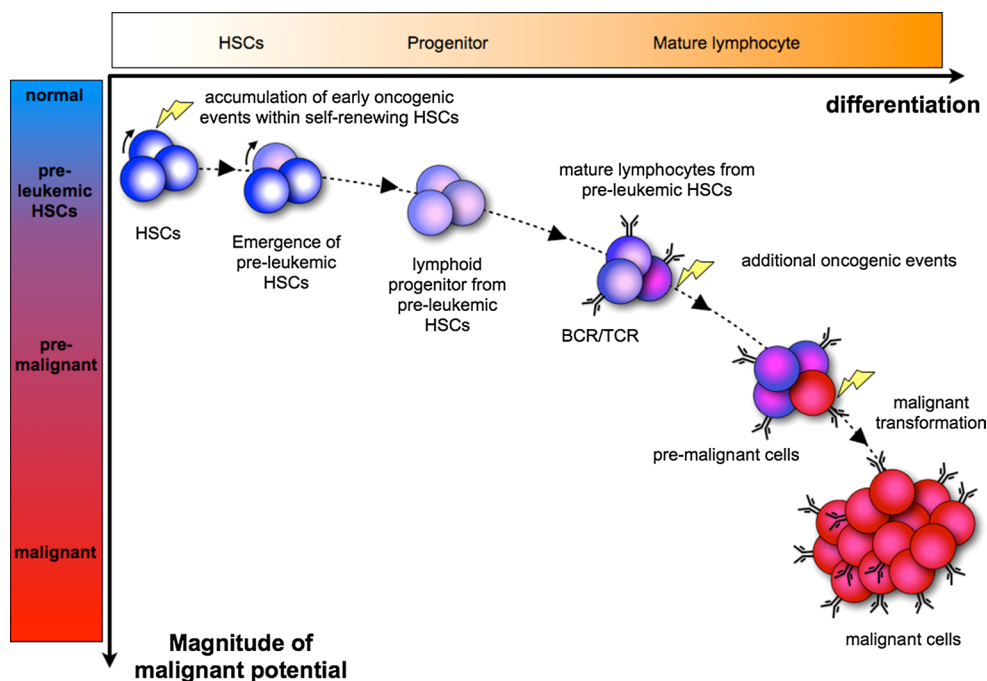 HSCs
Progenitor
Mature lymphocyte
differentiation
normal
pre-
leukemic
HSCs
pre-
malignant
malignant
Magnitude of
malignant potential
accumulation of early oncogenic
events within self-renewing HSCs
HSCs
Emergence of
pre-leukemic
HSCs
lymphoid
progenitor from
pre-leukemic
HSCs
mature lymphocytes from
pre-leukemic HSCs
BCR/TCR
additional oncogenic events
pre-malignant cells
malignant
transformation
malignant cells